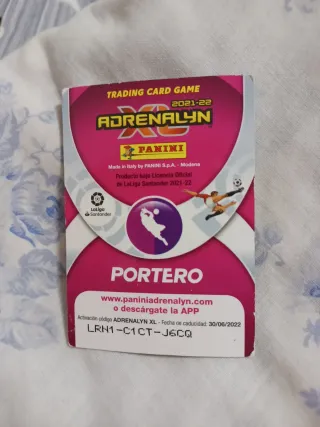 TRADING CARD GAME
2021-22
ADRENALYN
XL
PANINI
Made in Italy by PANINI S.p.A. - Modena
Producto bajo Licencia Oficial
de LaLiga Santander 2021-22
LaLiga
Santander
PORTERO
www.paniniadrenalyn.com
o descárgate la APP
Activación código ADRENALYN XL - Fecha de caducidad: 30/06/2022
LRN1-C1CT-J6CQ